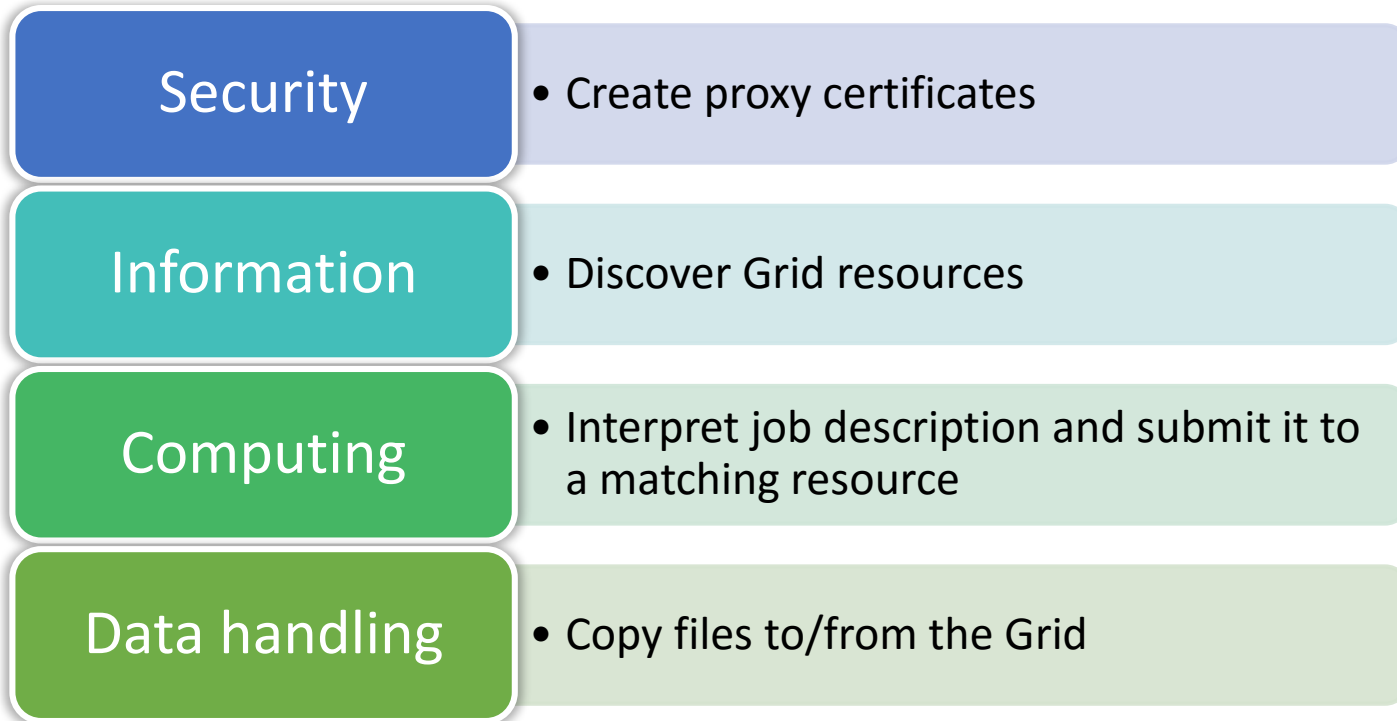 Security
• Create proxy certificates
Information
• Discover Grid resources
Computing
• Interpret job description and submit it to
a matching resource
Data handling
• Copy files to/from the Grid